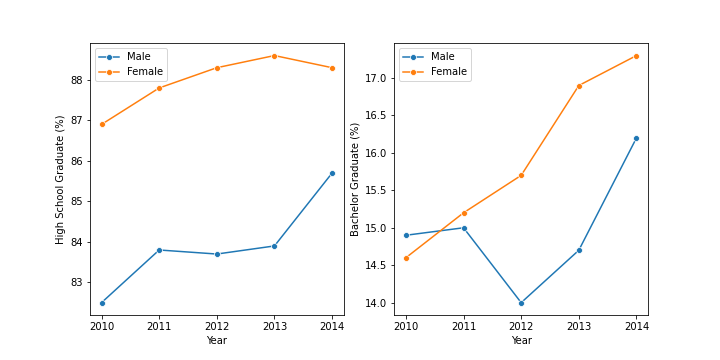 Male
Female
88
87
86
85
84
83
High School Graduate (%)
2010 2011 2012 2013 2014
Year
Male
Female
17.0
16.5
16.0
15.5
15.0
14.5
14.0
Bachelor Graduate (%)
2010 2011 2012 2013 2014
Year